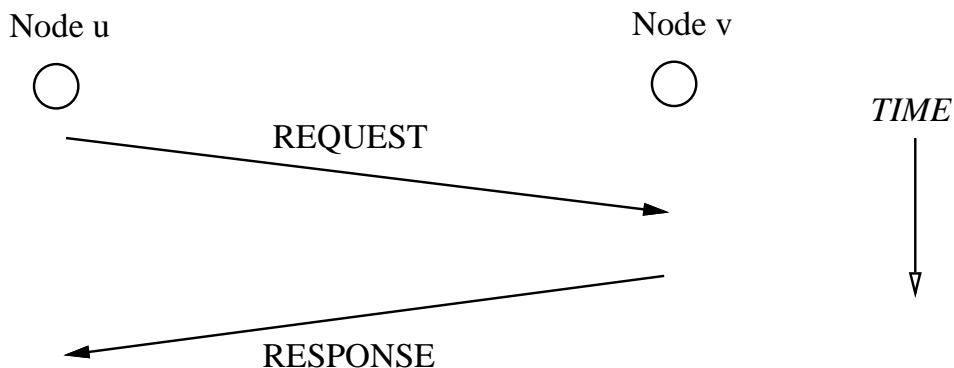 Node u
Node v
TIME
REQUEST
RESPONSE